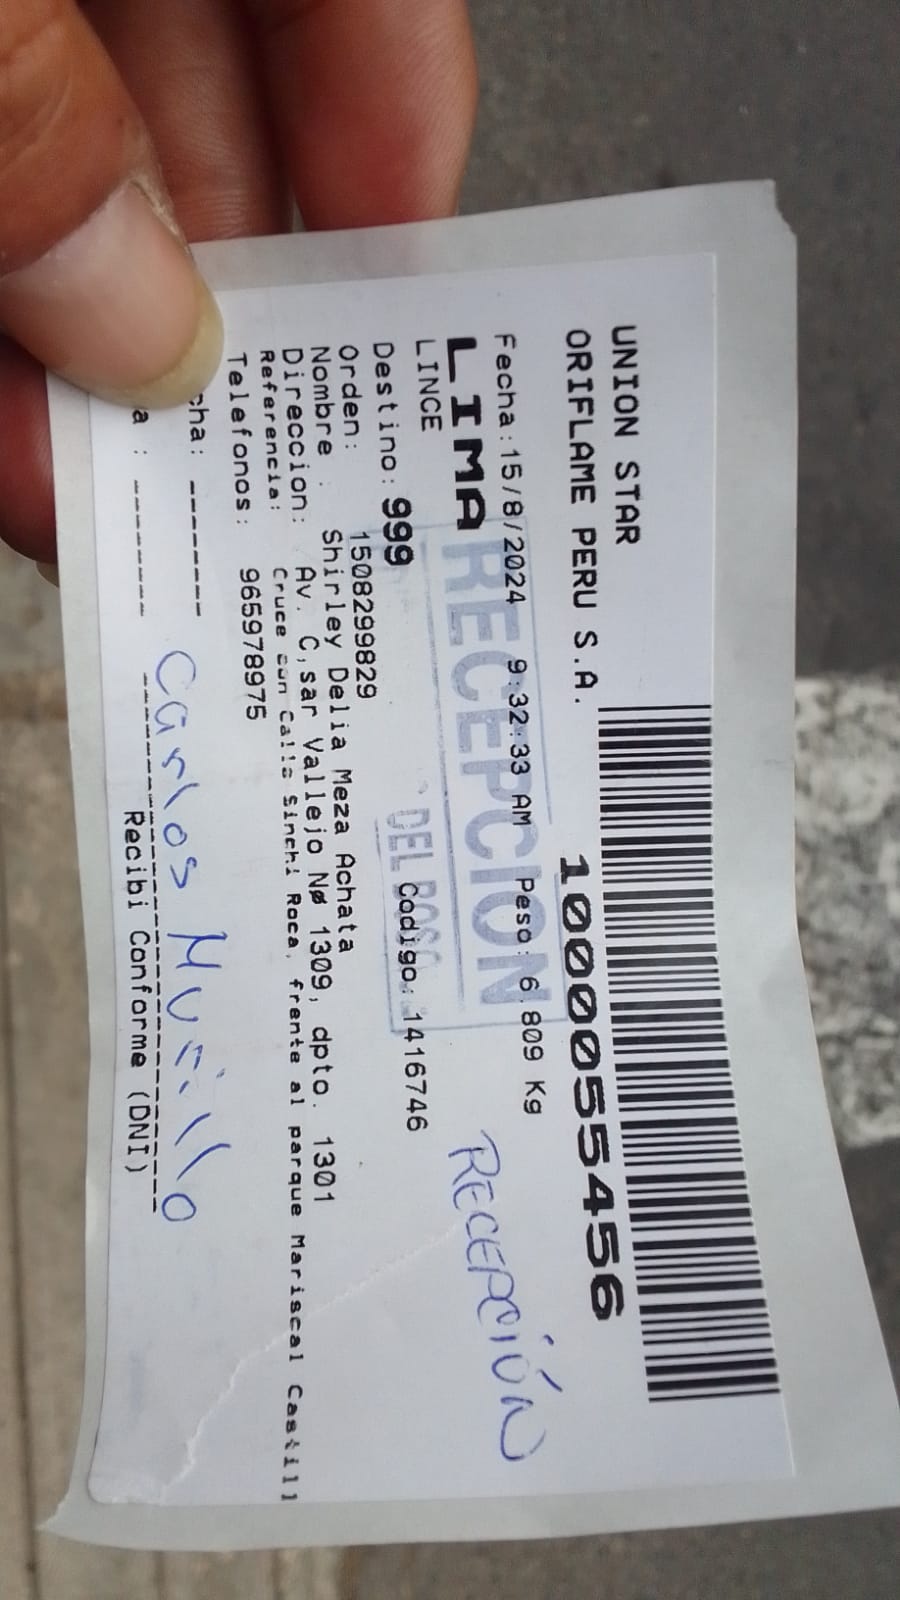 UNION STAR
ORIFLAME PERU S.A.
10000555456
Fecha:15/8/2024 9:32:33 AM Peso: 6.809 Kg
LIMA
RECEPCION
RECEPCIÓN
LINCE
Destino: 999
Codigo: 1416746
DEL
Orden: 1508299829
Nombre : Shirley Delia Meza Achata
Direccion: Av. C,sar Vallejo Nø 1309, dpto. 1301
Referencia: Cruce con Calle Sinchi Roca, frente al parque Mariscal Castill
Telefonos: 965978975
cha: ------
Carlos Murillo
a : ------
Recibi Conforme (DNI)